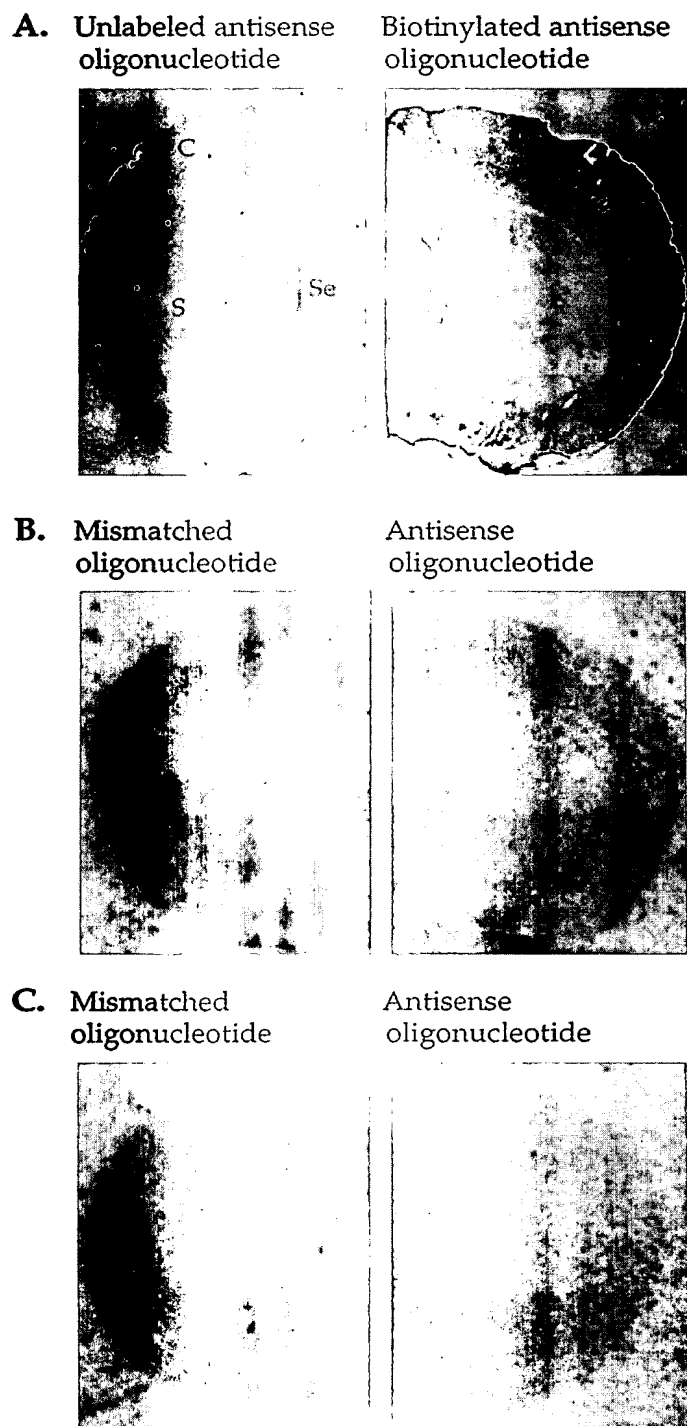 A. Unlabeled antisense oligonucleotide
Biotinylated antisense oligonucleotide
C
L
S
Se
B. Mismatched oligonucleotide
Antisense oligonucleotide
C. Mismatched oligonucleotide
Antisense oligonucleotide